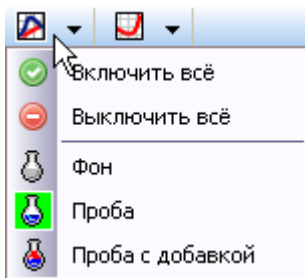 Включить всё
Выключить всё
Фон
Проба
Проба с добавкой